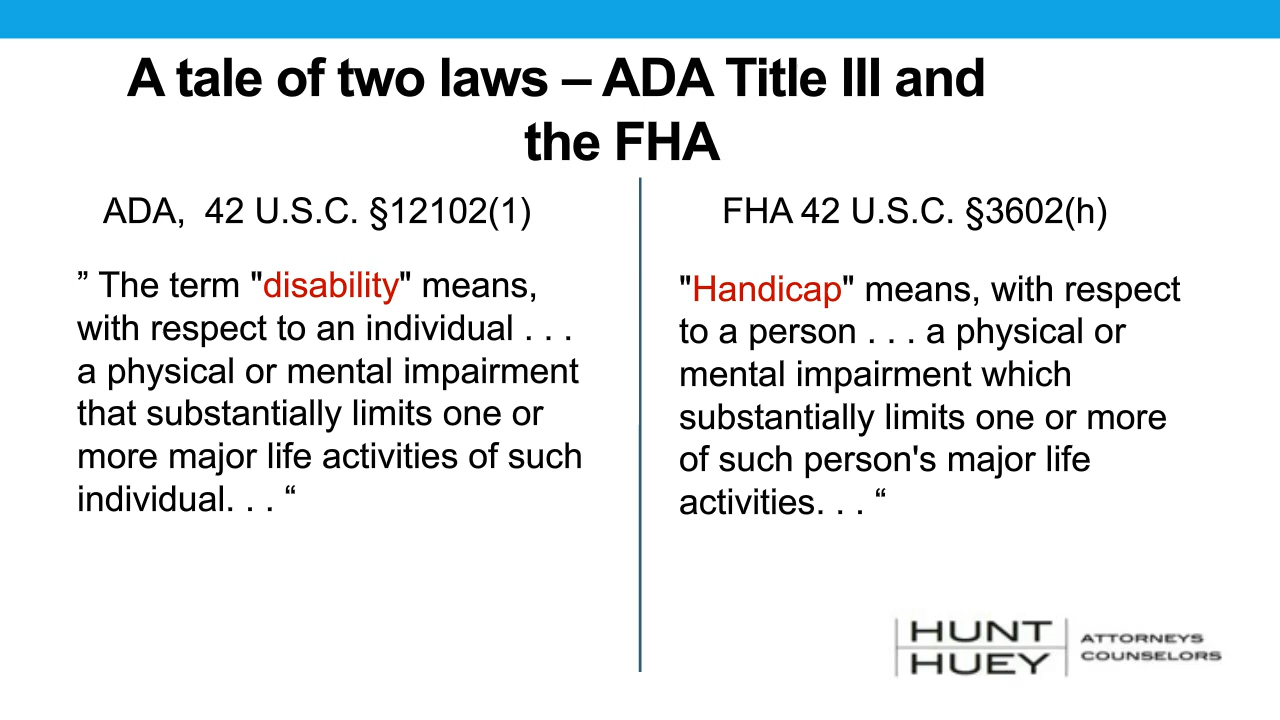 A tale of two laws – ADA Title III and
the FHA
ADA,  42 U.S.C. §12102(1)
” The term "disability" means,
with respect to an individual . . .
a physical or mental impairment
that substantially limits one or
more major life activities of such
individual. . . “
FHA 42 U.S.C. §3602(h)
"Handicap" means, with respect
to a person . . . a physical or
mental impairment which
substantially limits one or more
of such person's major life
activities. . . “
HUNT
HUEY
ATTORNEYS
COUNSELORS